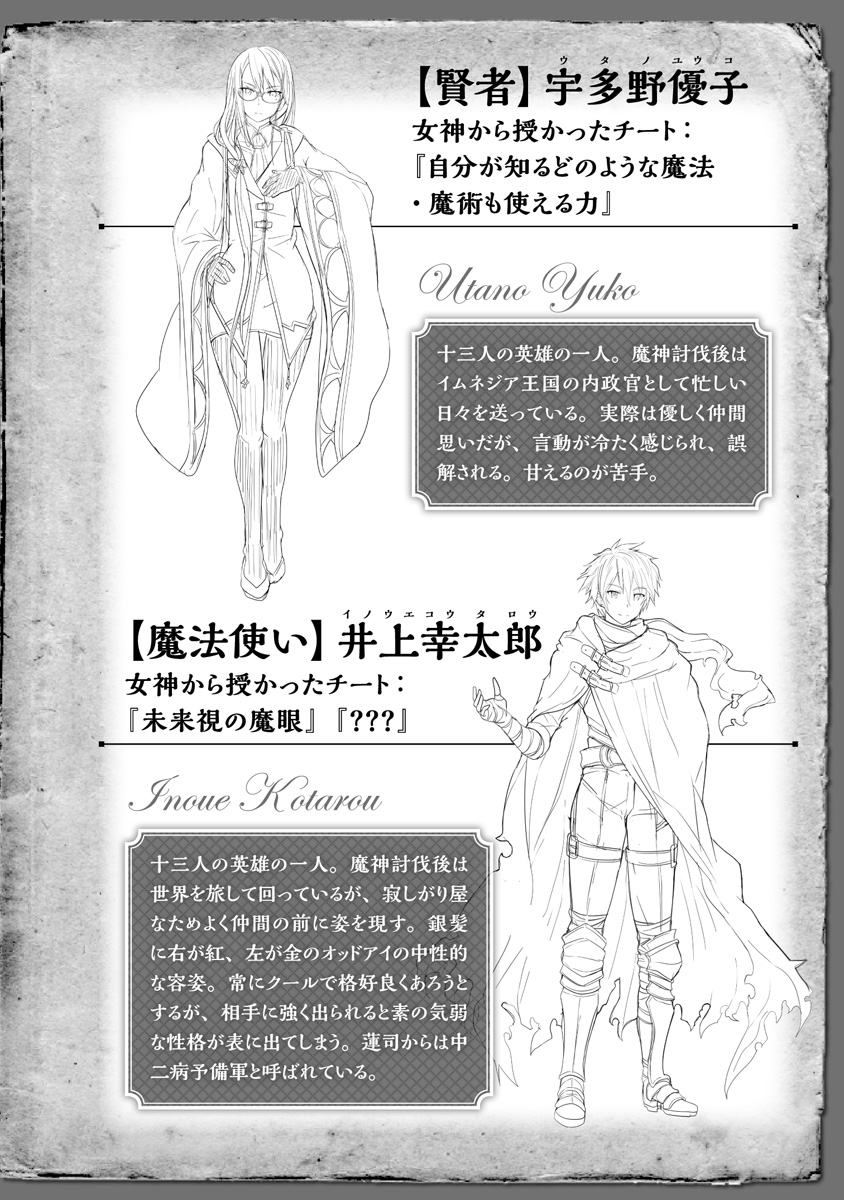 ウタノユウコ
【賢者】宇多野優子
女神から授かったチート：
『自分が知るどのような魔法
・魔術も使える力』
Utano Yuko
十三人の英雄の一人。魔神討伐後は
イムネジア王国の内政官として忙しい
日々を送っている。実際は優しく仲間
思いだが、言動が冷たく感じられ、誤
解される。甘えるのが苦手。
イノウエコウタロウ
【魔法使い】井上幸太郎
女神から授かったチート：
『未来視の魔眼』『???』
Inoue Kotarou
十三人の英雄の一人。魔神討伐後は
世界を旅して回っているが、寂しがり屋
なためよく仲間の前に姿を現す。銀髪
に右が紅、左が金のオッドアイの中性的
な容姿。常にクールで格好良くあろうと
するが、相手に強く出られると素の気弱
な性格が表に出てしまう。蓮司からは中
二病予備軍と呼ばれている。